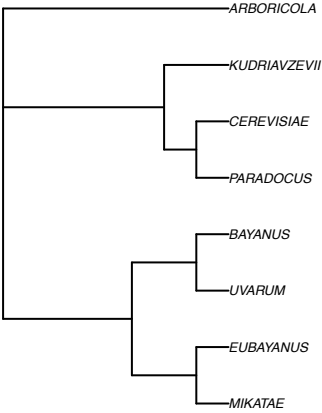 ARBORICOLA
KUDRIAVZEVII
CEREVISIAE
PARADOCUS
BAYANUS
UVARUM
EUBAYANUS
MIKATAE